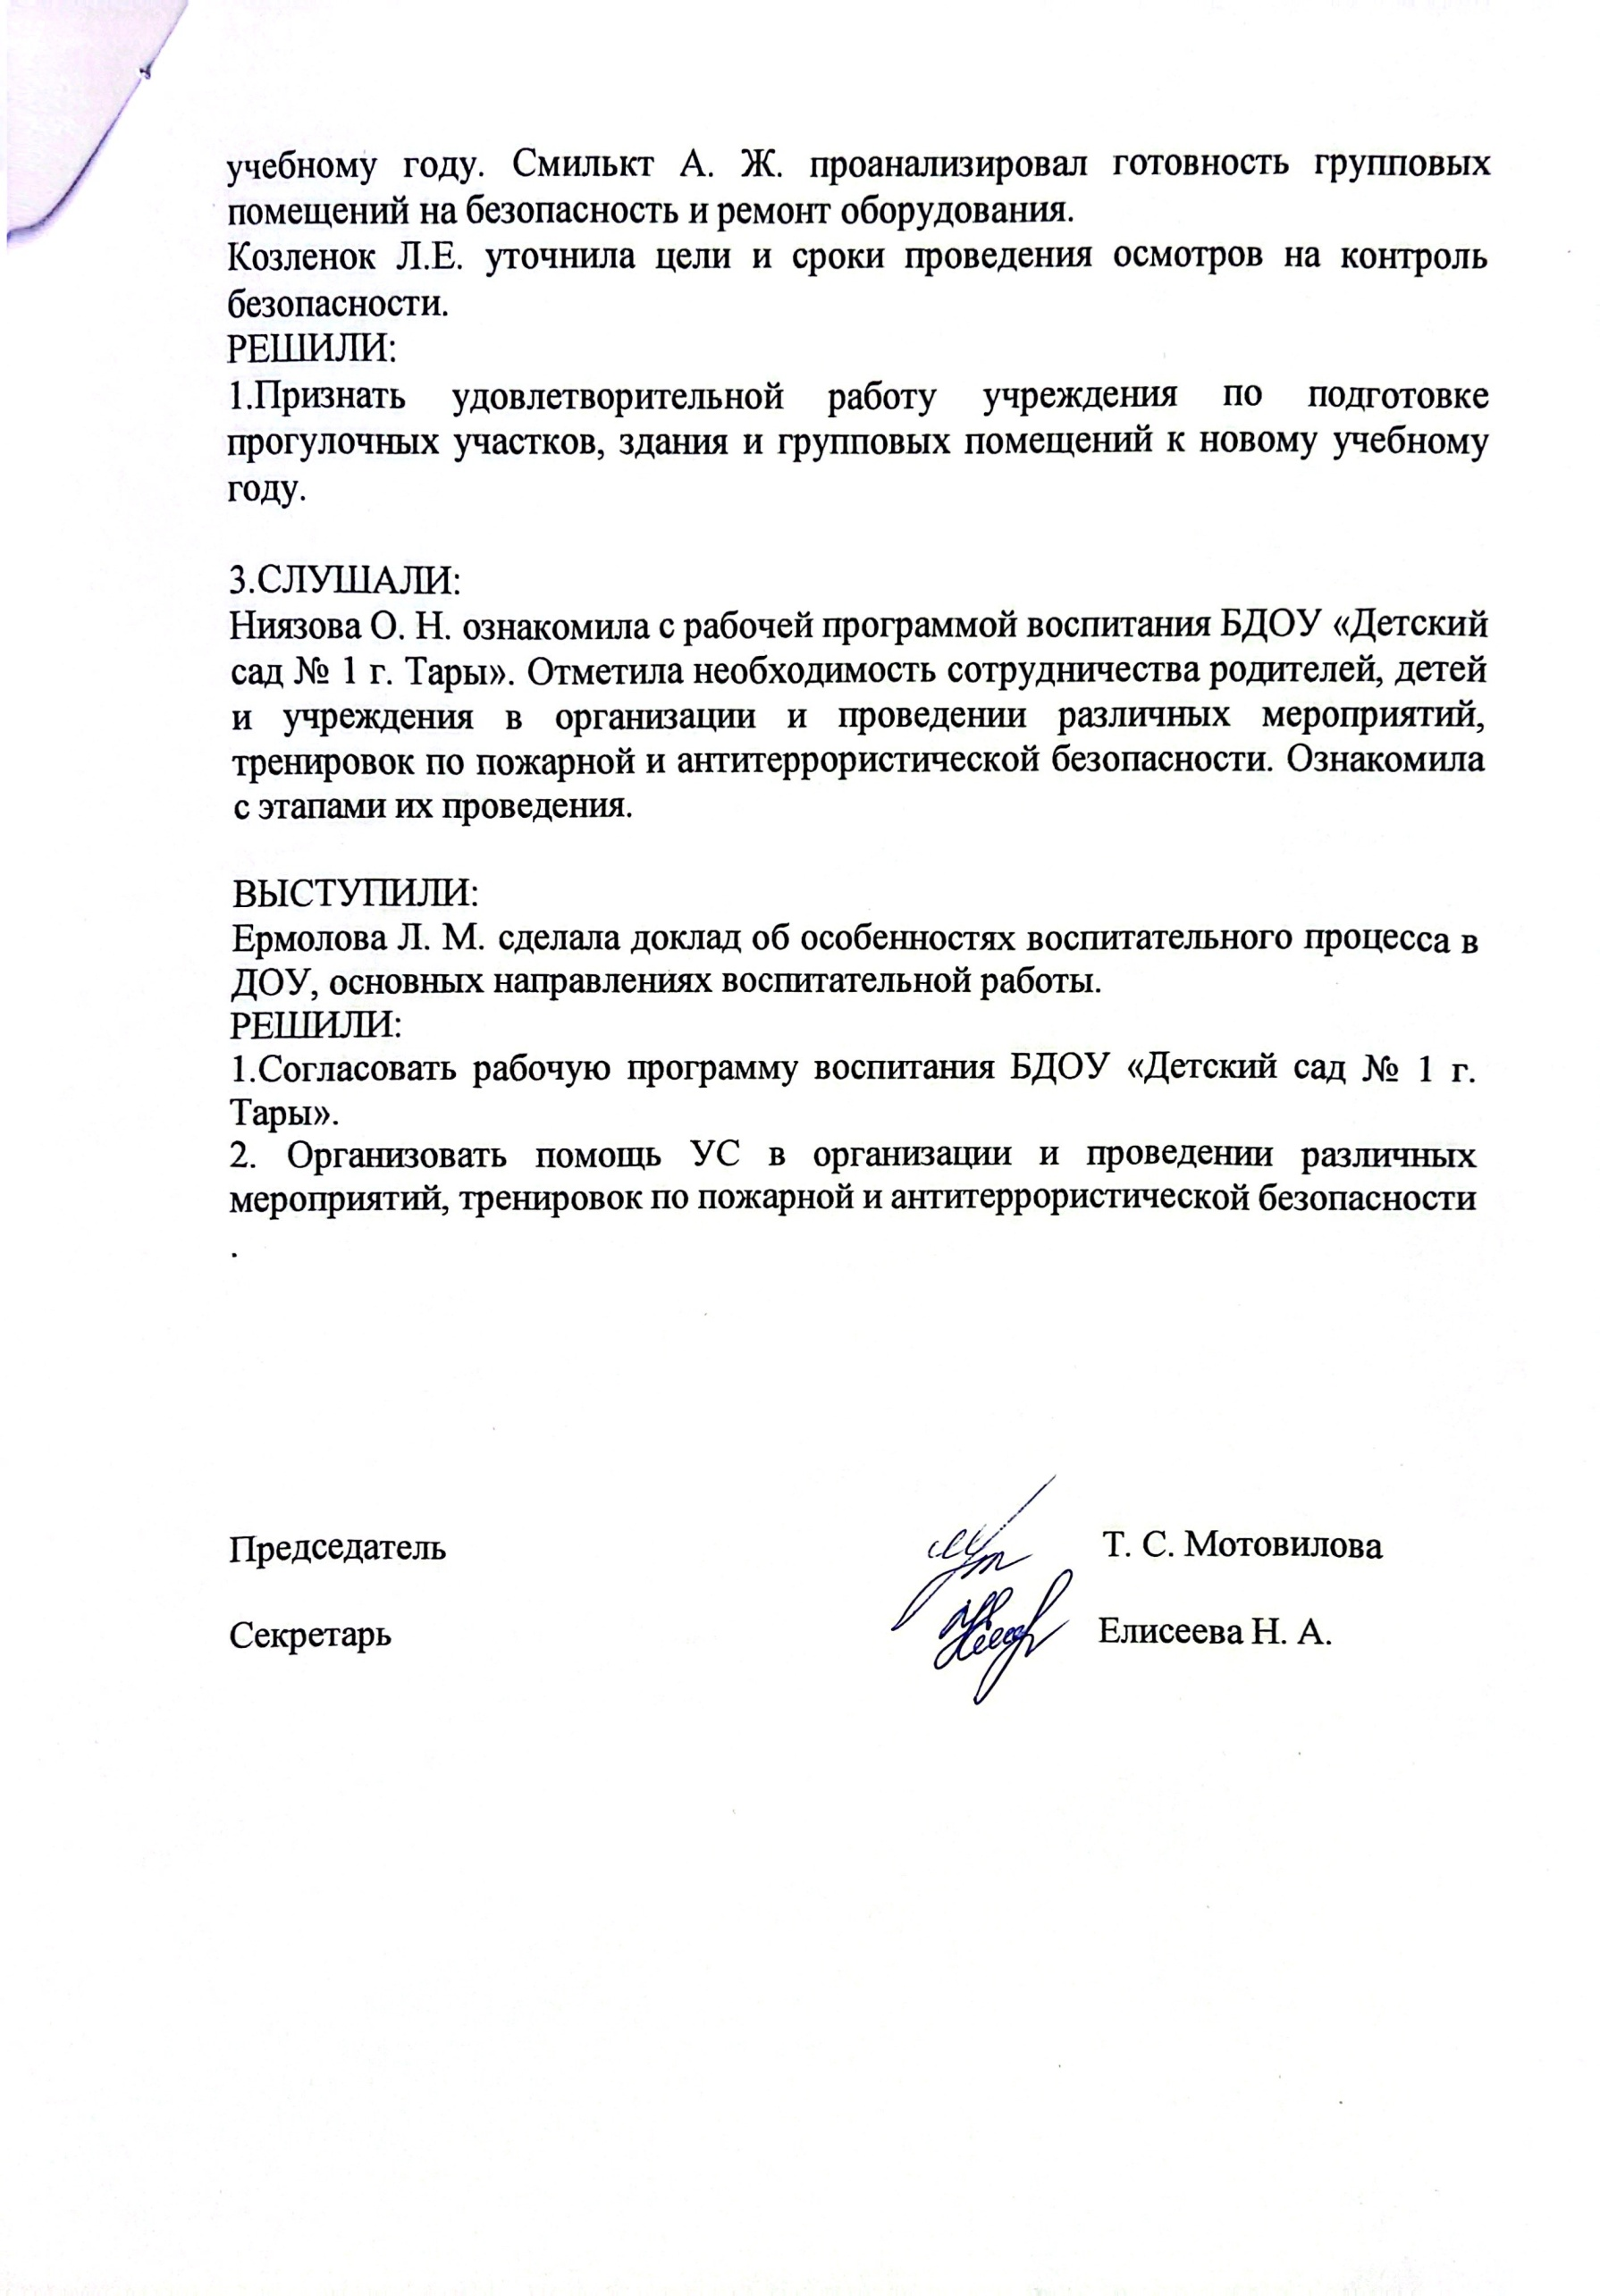 учебному году. Смилькт А. Ж. проанализировал готовность групповых
помещений на безопасность и ремонт оборудования.
Козленок Л.Е. уточнила цели и сроки проведения осмотров на контроль
безопасности.
РЕШИЛИ:
1.Признать удовлетворительной работу учреждения по подготовке
прогулочных участков, здания и групповых помещений к новому учебному
году.
3.СЛУШАЛИ:
Ниязова О. Н. ознакомила с рабочей программой воспитания БДОУ «Детский
сад № 1 г. Тары». Отметила необходимость сотрудничества родителей, детей
и учреждения в организации и проведении различных мероприятий,
тренировок по пожарной и антитеррористической безопасности. Ознакомила
с этапами их проведения.
ВЫСТУПИЛИ:
Ермолова Л. М. сделала доклад об особенностях воспитательного процесса в
ДОУ, основных направлениях воспитательной работы.
РЕШИЛИ:
1.Согласовать рабочую программу воспитания БДОУ «Детский сад № 1 г.
Тары».
2. Организовать помощь УС в организации и проведении различных
мероприятий, тренировок по пожарной и антитеррористической безопасности
.
Председатель Т. С. Мотовилова
Секретарь Елисеева Н. А.